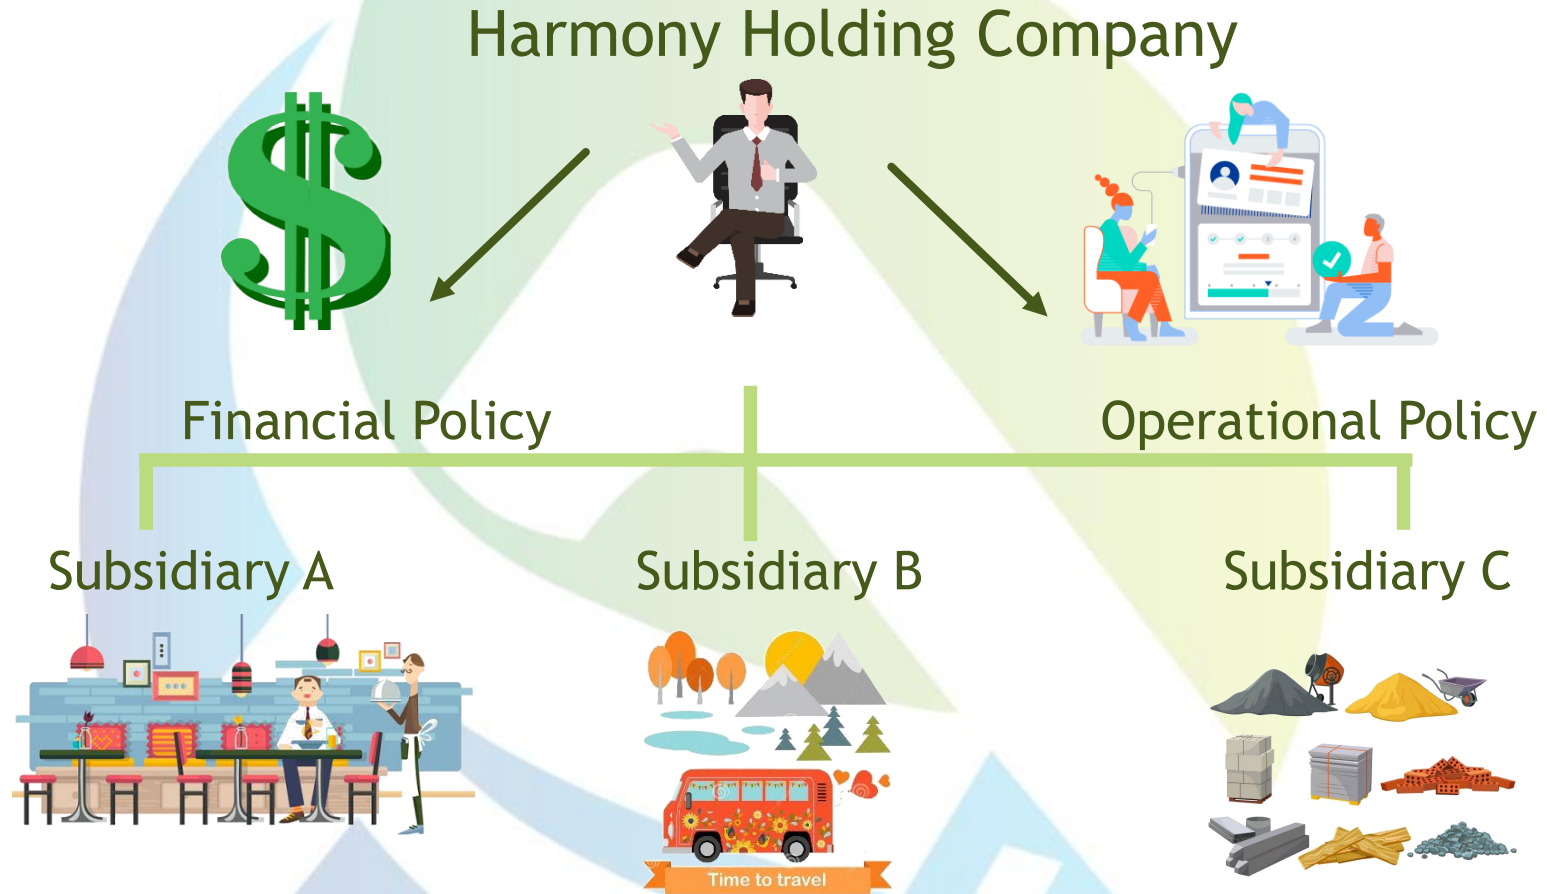 Harmony Holding Company
Financial Policy
Operational Policy
Subsidiary A
Subsidiary B
Subsidiary C
Time to travel